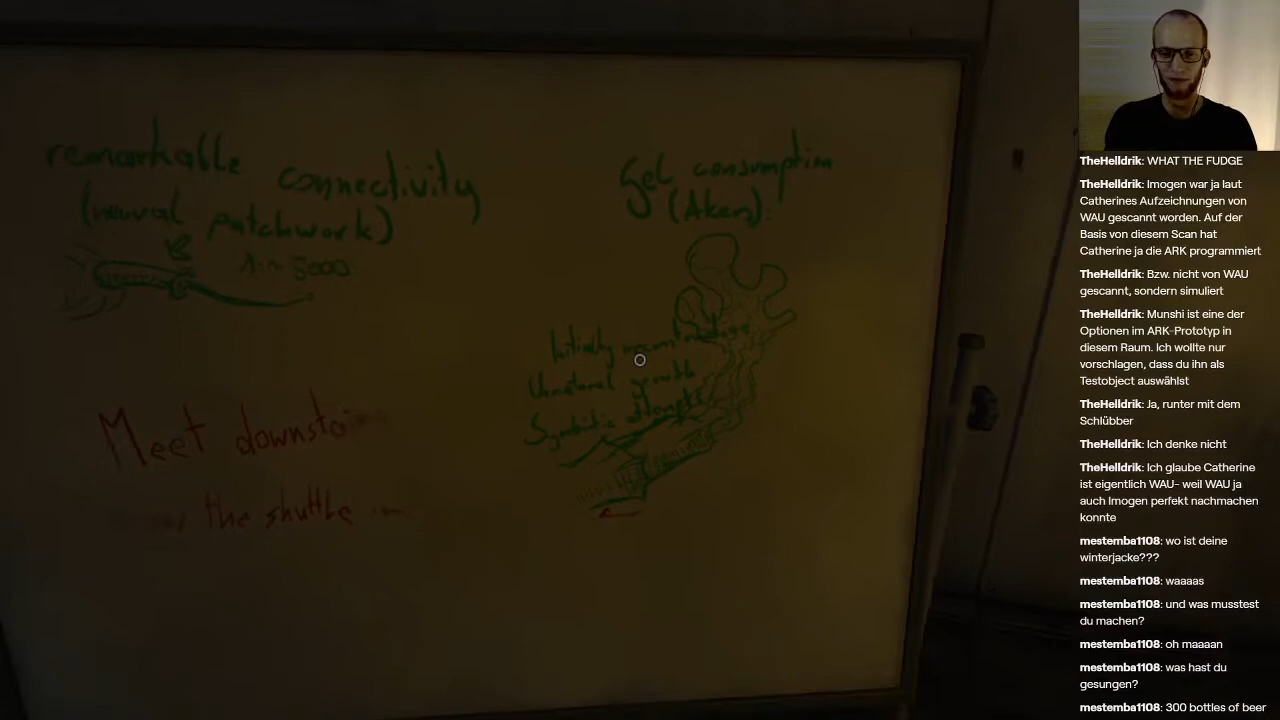 remarkable
connectivity
(neural patchwork)
Gel consumption
(Aken):
Initially
Unnatural
Symbiotic attempts
Meet
the shuttle
TheHelldrik: WHAT THE FUDGE
TheHelldrik: Imogen war ja laut
Catherines Aufzeichnungen von
WAU gescannt worden. Auf der
Basis von diesem Scan hat
Catherine ja die ARK programmiert
TheHelldrik: Bzw. nicht von WAU
gescannt, sondern simuliert
TheHelldrik: Munshi ist eine der
Optionen im ARK-Prototyp in
diesem Raum. Ich wollte nur
vorschlagen, dass du ihn als
Testobject auswählst
TheHelldrik: Ja, runter mit dem
Schlübber
TheHelldrik: Ich denke nicht
TheHelldrik: Ich glaube Catherine
ist eigentlich WAU- weil WAU ja
auch Imogen perfekt nachmachen
konnte
mestemba1108: wo ist deine
winterjacke???
mestemba1108: waaaas
mestemba1108: und was musstest
du machen?
mestemba1108: oh maaaan
mestemba1108: was hast du
gesungen?
mestemba1108: 300 bottles of beer